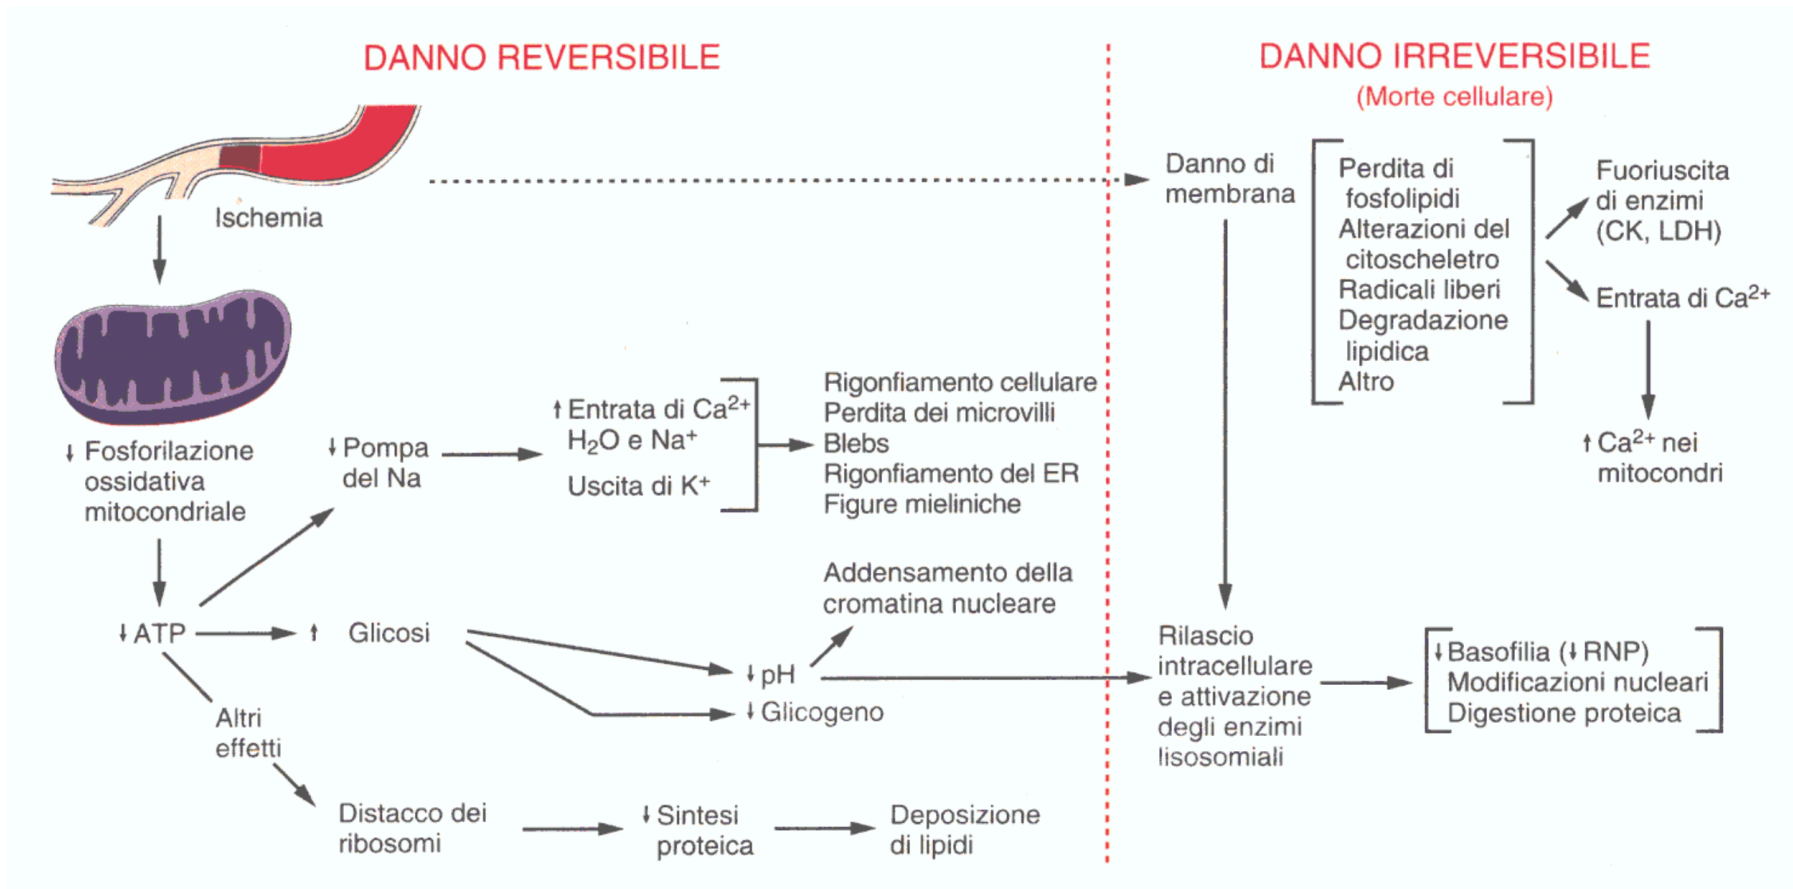 DANNO REVERSIBILE
DANNO IRREVERSIBILE
(Morte cellulare)
Ischemia
Danno di
membrana
Perdita di
fosfolipidi
Alterazioni del
citoscheletro
Radicali liberi
Degradazione
lipidica
Altro
Fuoriuscita
di enzimi
(CK, LDH)
Entrata di Ca²⁺
↑ Ca²⁺ nei
mitocondri
↓ Fosforilazione
ossidativa
mitocondriale
↓ Pompa
del Na
↑ Entrata di Ca²⁺
H₂O e Na⁺
Uscita di K⁺
Rigonfiamento cellulare
Perdita dei microvilli
Blebs
Rigonfiamento del ER
Figure mieliniche
Addensamento della
cromatina nucleare
↓ ATP
↑ Glicosi
↓ pH
↓ Glicogeno
Rilascio
intracellulare
e attivazione
degli enzimi
lisosomiali
↓ Basofilia (↓ RNP)
Modificazioni nucleari
Digestione proteica
Altri
effetti
Distacco dei
ribosomi
↓ Sintesi
proteica
Deposizione
di lipidi